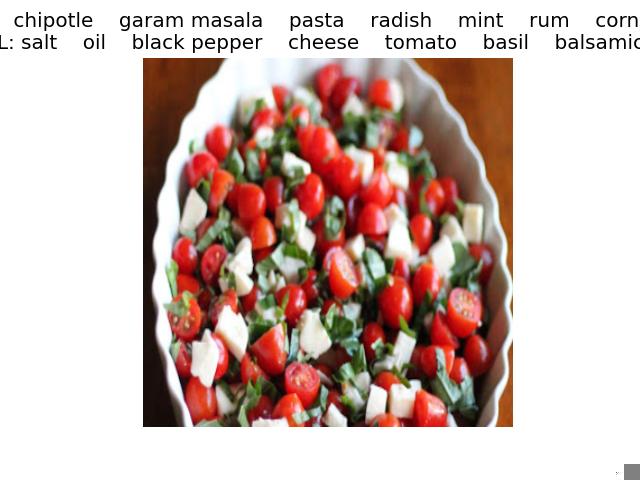 chipotle garam masala pasta radish mint rum corn
L: salt oil black pepper cheese tomato basil balsamic